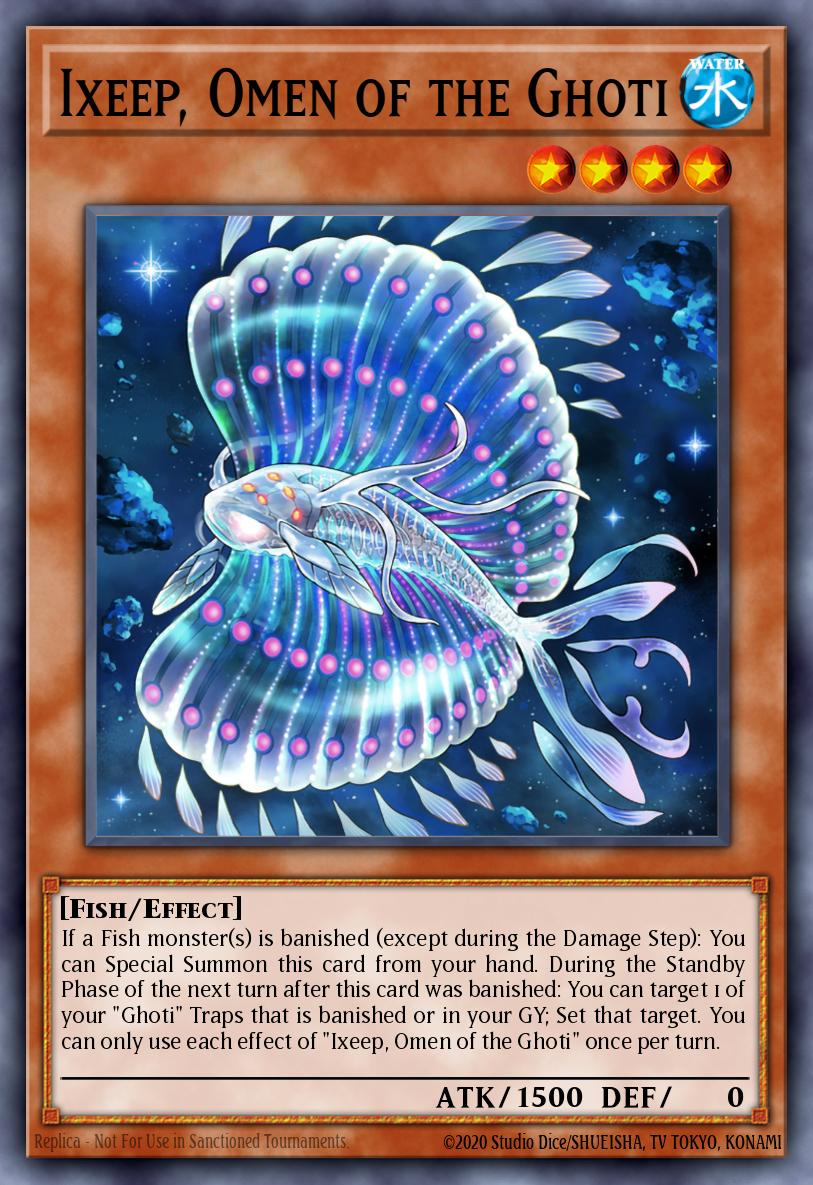 Ixeep, Omen of the Ghoti
WATER
水
[Fish/Effect]
If a Fish monster(s) is banished (except during the Damage Step): You
can Special Summon this card from your hand. During the Standby
Phase of the next turn after this card was banished: You can target 1 of
your "Ghoti" Traps that is banished or in your GY; Set that target. You
can only use each effect of "Ixeep, Omen of the Ghoti" once per turn.
ATK/1500 DEF/ 0
Replica - Not For Use in Sanctioned Tournaments.
©2020 Studio Dice/SHUEISHA, TV TOKYO, KONAMI